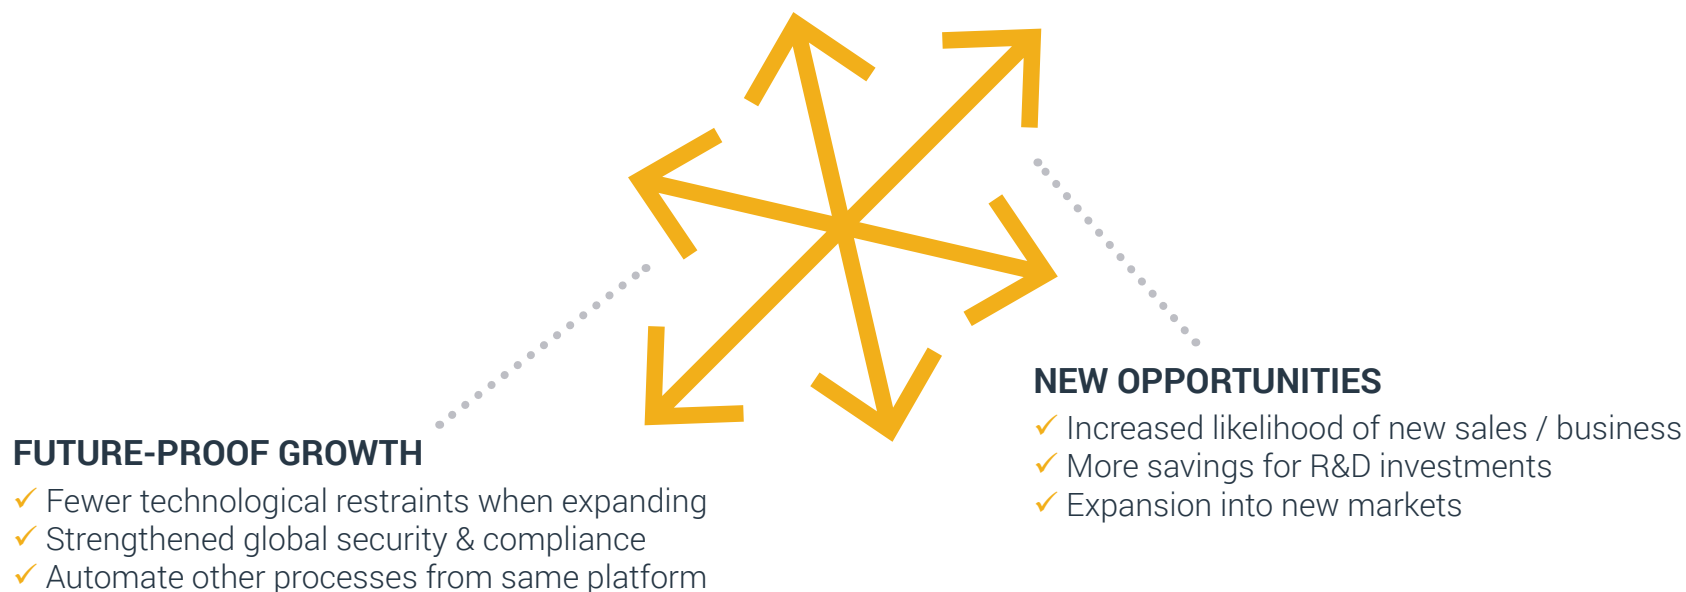 FUTURE-PROOF GROWTH
✓ Fewer technological restraints when expanding
✓ Strengthened global security & compliance
✓ Automate other processes from same platform
NEW OPPORTUNITIES
✓ Increased likelihood of new sales / business
✓ More savings for R&D investments
✓ Expansion into new markets